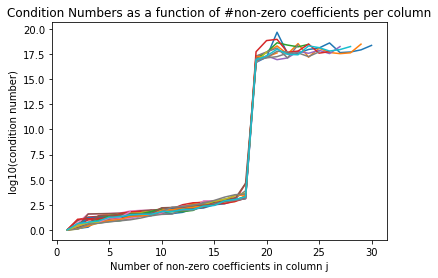 Condition Numbers as a function of #non-zero coefficients per column
20.0
17.5
15.0
12.5
10.0
7.5
5.0
2.5
0.0
log10(condition number)
0 5 10 15 20 25 30
Number of non-zero coefficients in column j